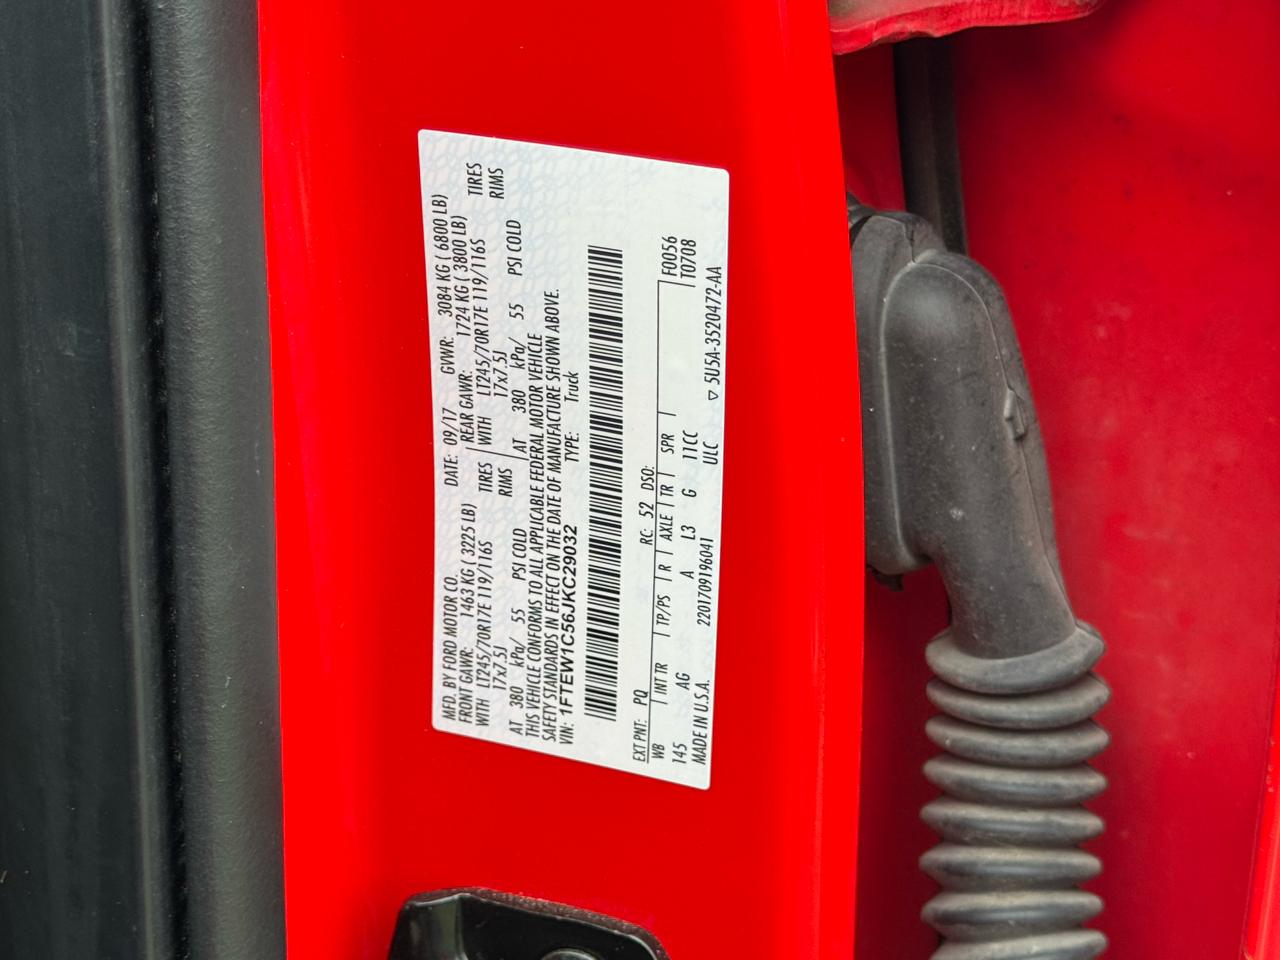 MFD. BY FORD MOTOR CO. DATE: 09/17 GVWR: 3084 KG ( 6800 LB)
FRONT GAWR: 1463 KG ( 3225 LB) REAR GAWR: 1724 KG ( 3800 LB)
WITH LT245/70R17E 119/116S TIRES WITH LT245/70R17E 119/116S TIRES
17x7.5J RIMS 17x7.5J RIMS
AT 380 kPa/ 55 PSI COLD AT 380 kPa/ 55 PSI COLD
THIS VEHICLE CONFORMS TO ALL APPLICABLE FEDERAL MOTOR VEHICLE
SAFETY STANDARDS IN EFFECT ON THE DATE OF MANUFACTURE SHOWN ABOVE.
VIN: 1FTEW1C56JKC29032 TYPE: Truck
EXT PNT: PQ RC: 52 DSO:
WB INT TR TP/PS R AXLE TR SPR F0056
145 AG A L3 G 11CC T0708
MADE IN U.S.A. 2201709196041 ULC ▽ 5U5A-3520472-AA